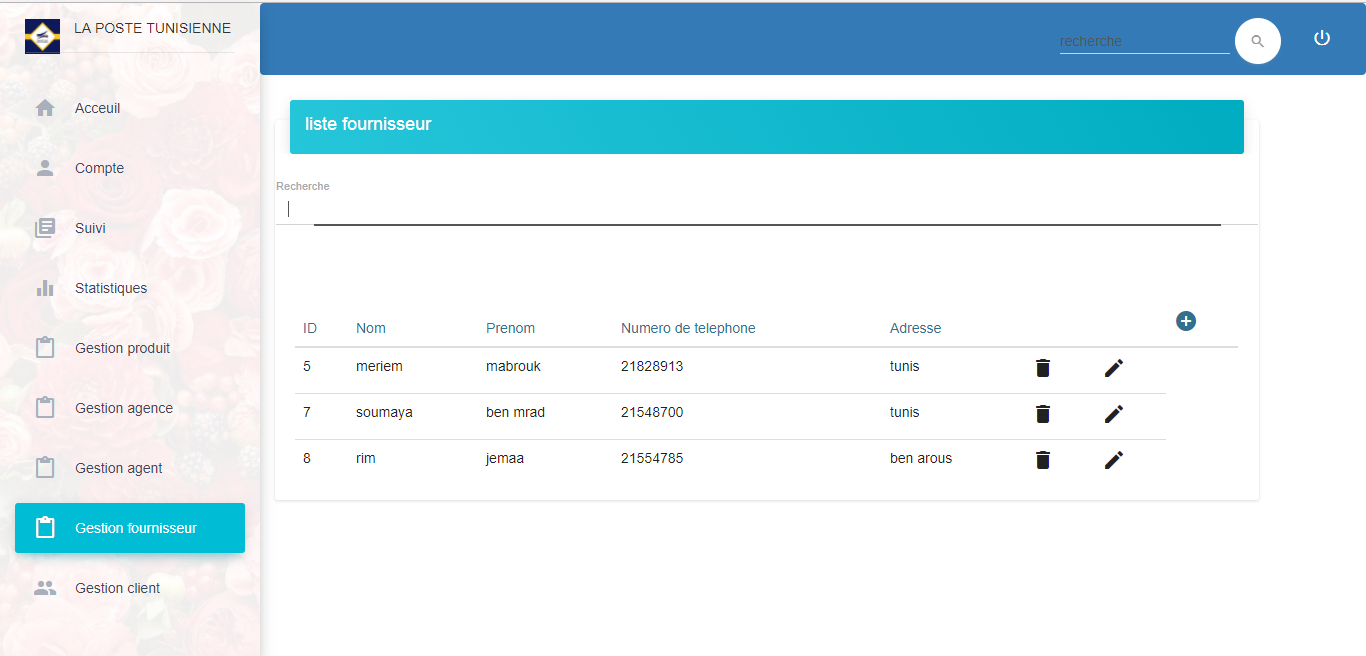 LA POSTE TUNISIENNE
recherche
Acceuil
Compte
Suivi
Statistiques
Gestion produit
Gestion agence
Gestion agent
Gestion fournisseur
Gestion client
liste fournisseur
Recherche
ID Nom Prenom Numero de telephone Adresse
5 meriem mabrouk 21828913 tunis
7 soumaya ben mrad 21548700 tunis
8 rim jemaa 21554785 ben arous